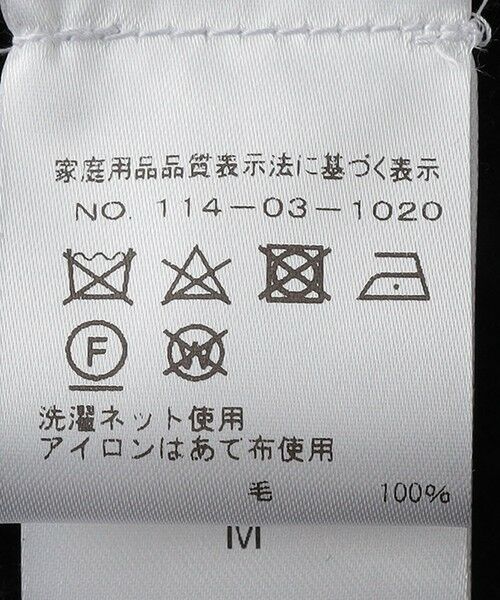 家庭用品品質表示法に基づく表示
NO. 114-03-1020
F W
洗濯ネット使用
アイロンはあて布使用
毛 100%
M